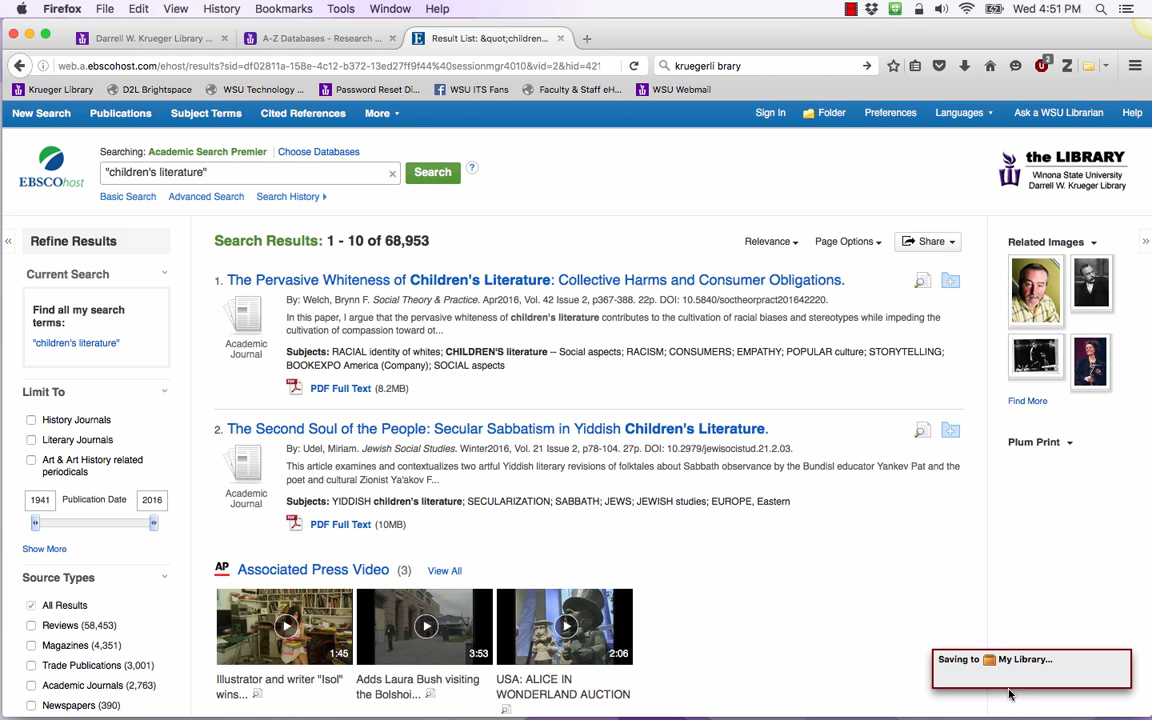 Firefox File Edit View History Bookmarks Tools Window Help Wed 4:51 PM
Darrell W. Krueger Library ... × A-Z Databases - Research ... × Result List: &quot;children... × +
web.a.ebscohost.com/ehost/results?sid=df02811a-158e-4c12-b372-13ed27ff9f44%40sessionmgr4010&vid=2&hid=421 kruegerli brary 2
Krueger Library D2L Brightspace WSU Technology ... Password Reset Di... WSU ITS Fans Faculty & Staff eH... WSU Webmail
New Search Publications Subject Terms Cited References More Sign In Folder Preferences Languages Ask a WSU Librarian Help
Searching: Academic Search Premier Choose Databases
"children's literature" × Search ?
Basic Search Advanced Search Search History
EBSCOhost
the LIBRARY
Winona State University
Darrell W. Krueger Library
« Refine Results
Current Search
Find all my search
terms:
"children's literature"
Limit To
History Journals
Literary Journals
Art & Art History related
periodicals
1941 Publication Date 2016
Show More
Source Types
All Results
Reviews (58,453)
Magazines (4,351)
Trade Publications (3,001)
Academic Journals (2,763)
Newspapers (390)
Search Results: 1 - 10 of 68,953 Relevance Page Options Share
1. The Pervasive Whiteness of Children's Literature: Collective Harms and Consumer Obligations.
By: Welch, Brynn F. Social Theory & Practice. Apr2016, Vol. 42 Issue 2, p367-388. 22p. DOI: 10.5840/soctheorpract201642220.
In this paper, I argue that the pervasive whiteness of children's literature contributes to the cultivation of racial biases and stereotypes while impeding the
cultivation of compassion toward ot...
Academic
Journal
Subjects: RACIAL identity of whites; CHILDREN'S literature -- Social aspects; RACISM; CONSUMERS; EMPATHY; POPULAR culture; STORYTELLING;
BOOKEXPO America (Company); SOCIAL aspects
PDF Full Text (8.2MB)
2. The Second Soul of the People: Secular Sabbatism in Yiddish Children's Literature.
By: Udel, Miriam. Jewish Social Studies. Winter2016, Vol. 21 Issue 2, p78-104. 27p. DOI: 10.2979/jewisocistud.21.2.03.
This article examines and contextualizes two artful Yiddish literary revisions of folktales about Sabbath observance by the Bundisl educator Yankev Pat and the
poet and cultural Zionist Ya'akov F...
Academic
Journal
Subjects: YIDDISH children's literature; SECULARIZATION; SABBATH; JEWS; JEWISH studies; EUROPE, Eastern
PDF Full Text (10MB)
AP Associated Press Video (3) View All
1:45 3:53 2:06
Illustrator and writer "Isol"
wins...
Adds Laura Bush visiting
the Bolshoi...
USA: ALICE IN
WONDERLAND AUCTION
Related Images »
Find More
Plum Print
Saving to My Library...